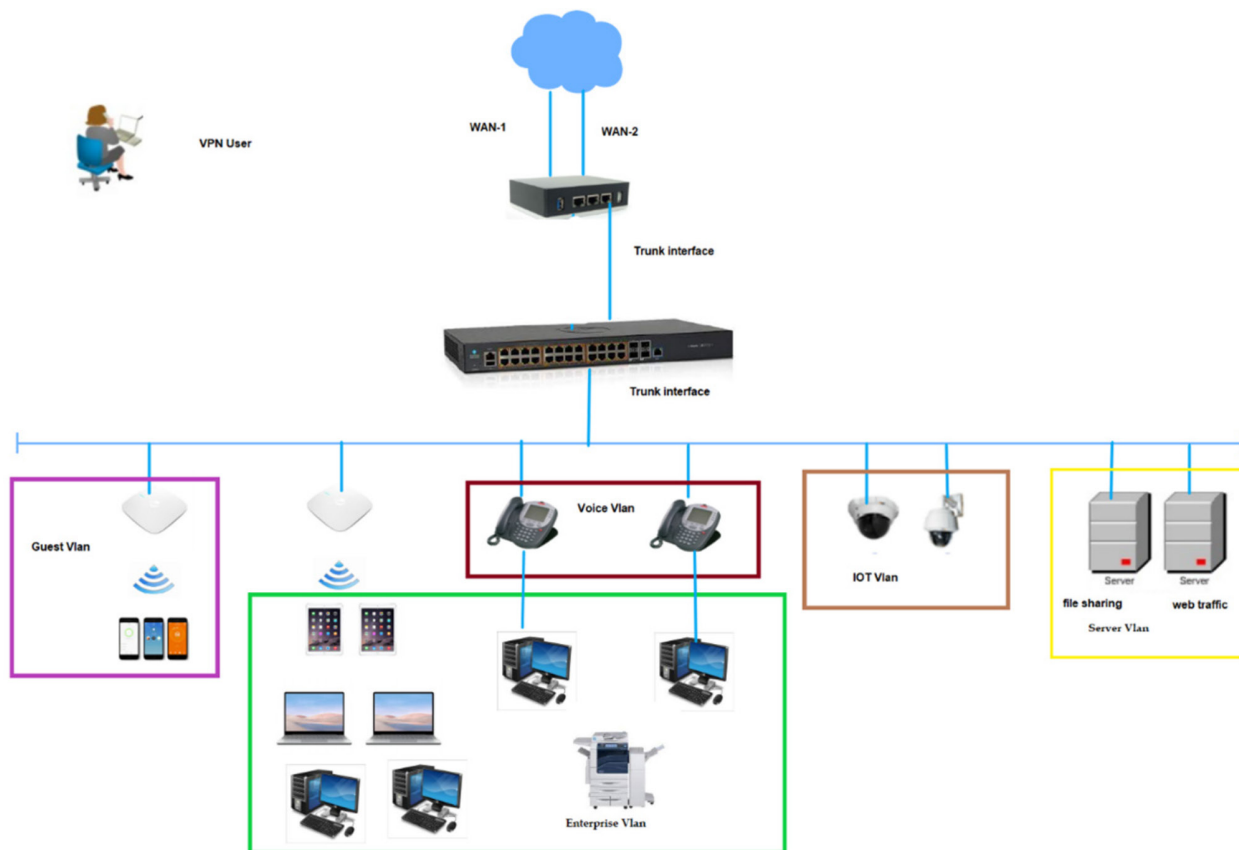 WAN-1
WAN-2
VPN User
Trunk interface
Trunk interface
Guest Vlan
Voice Vlan
IOT Vlan
Server
Server
file sharing
web traffic
Server Vlan
Enterprise Vlan